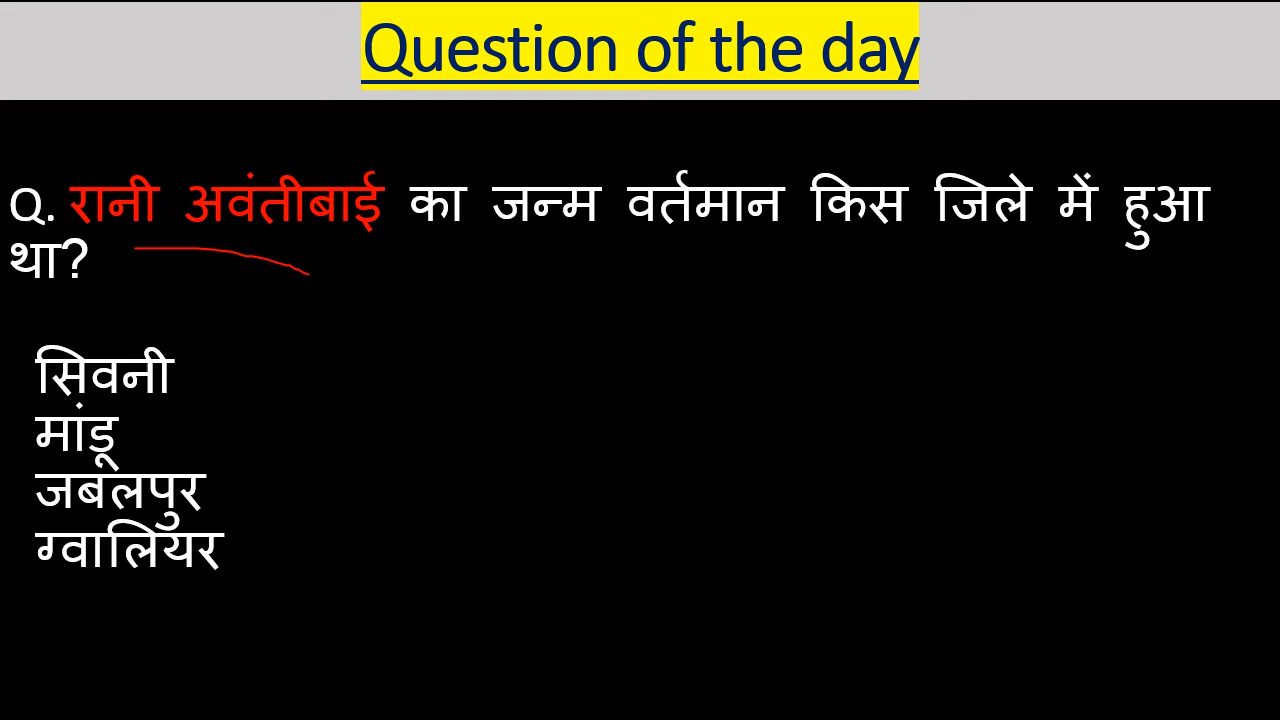 Question of the day
Q. रानी अवंतीबाई का जन्म वर्तमान किस जिले में हुआ
था?
सिवनी
मांडू
जबलपुर
ग्वालियर